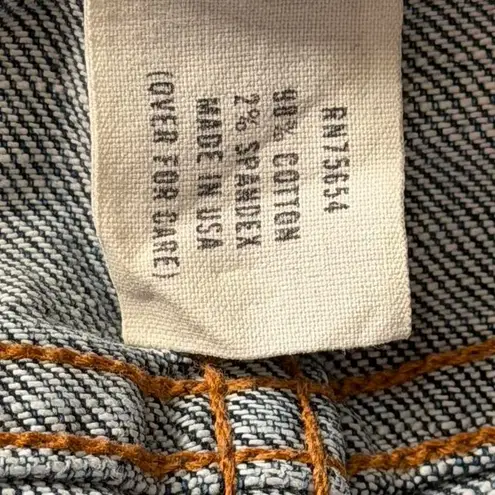 RN75654
98% COTTON
2% SPANDEX
MADE IN USA
(OVER FOR CARE)